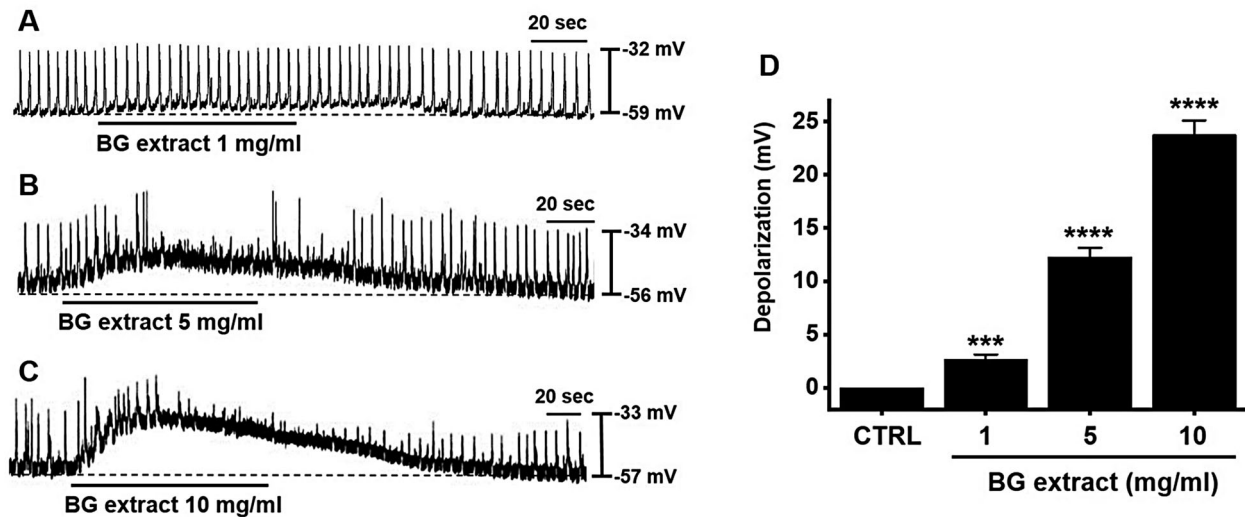 A
20 sec
-32 mV
-59 mV
BG extract 1 mg/ml
B
20 sec
-34 mV
-56 mV
BG extract 5 mg/ml
C
20 sec
-33 mV
-57 mV
BG extract 10 mg/ml
D
Depolarization (mV)
25
20
15
10
5
0
***
****
****
CTRL 1 5 10
BG extract (mg/ml)